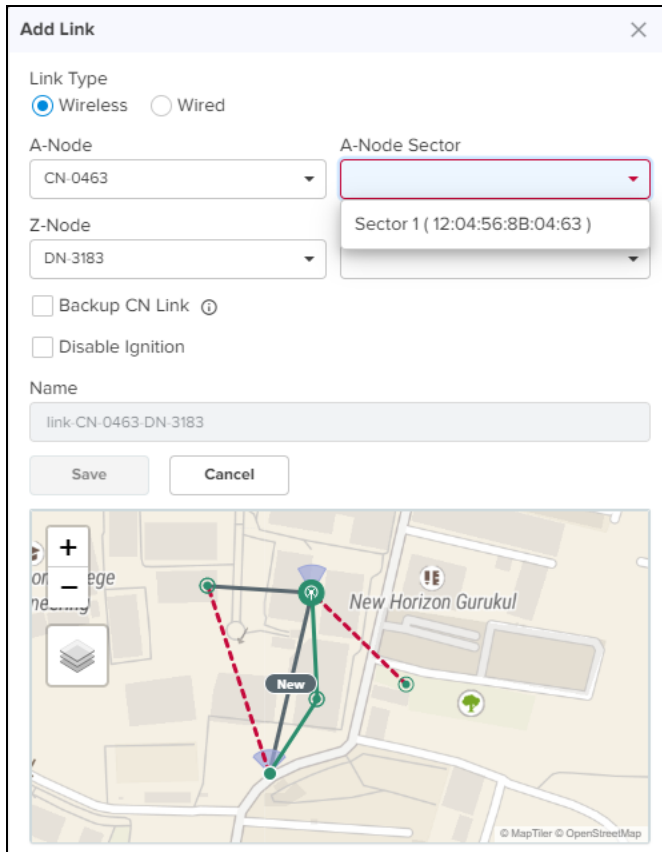 Add Link
Link Type
Wireless Wired
A-Node A-Node Sector
CN-0463
Sector 1 ( 12:04:56:8B:04:63 )
Z-Node
DN-3183
Backup CN Link
Disable Ignition
Name
link-CN-0463-DN-3183
Save Cancel
+
−
New Horizon Gurukul
New
© MapTiler © OpenStreetMap